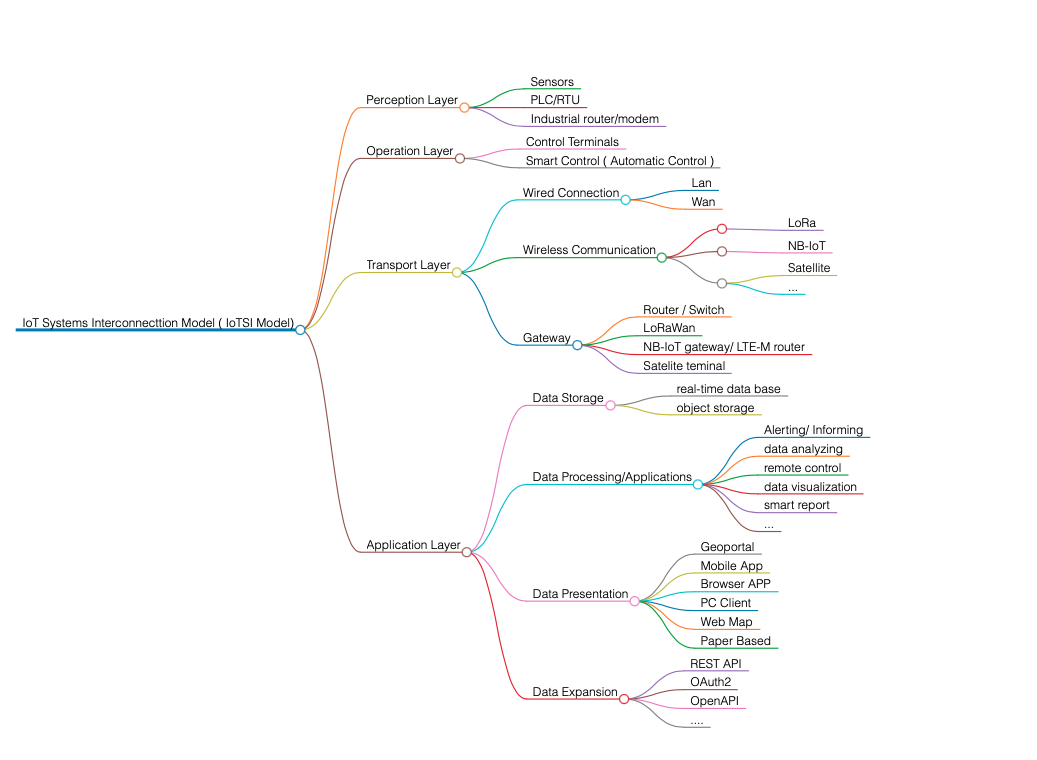 Sensors
Perception Layer
PLC/RTU
Industrial router/modem
Control Terminals
Operation Layer
Smart Control ( Automatic Control )
Lan
Wired Connection
Wan
LoRa
Wireless Communication
NB-IoT
Satellite
...
Transport Layer
Router / Switch
LoRaWan
Gateway
NB-IoT gateway/ LTE-M router
Satelite teminal
IoT Systems Interconnecttion Model ( IoTSI Model)
real-time data base
Data Storage
object storage
Alerting/ Informing
data analyzing
remote control
Data Processing/Applications
data visualization
smart report
...
Application Layer
Geoportal
Mobile App
Browser APP
Data Presentation
PC Client
Web Map
Paper Based
REST API
OAuth2
Data Expansion
OpenAPI
....